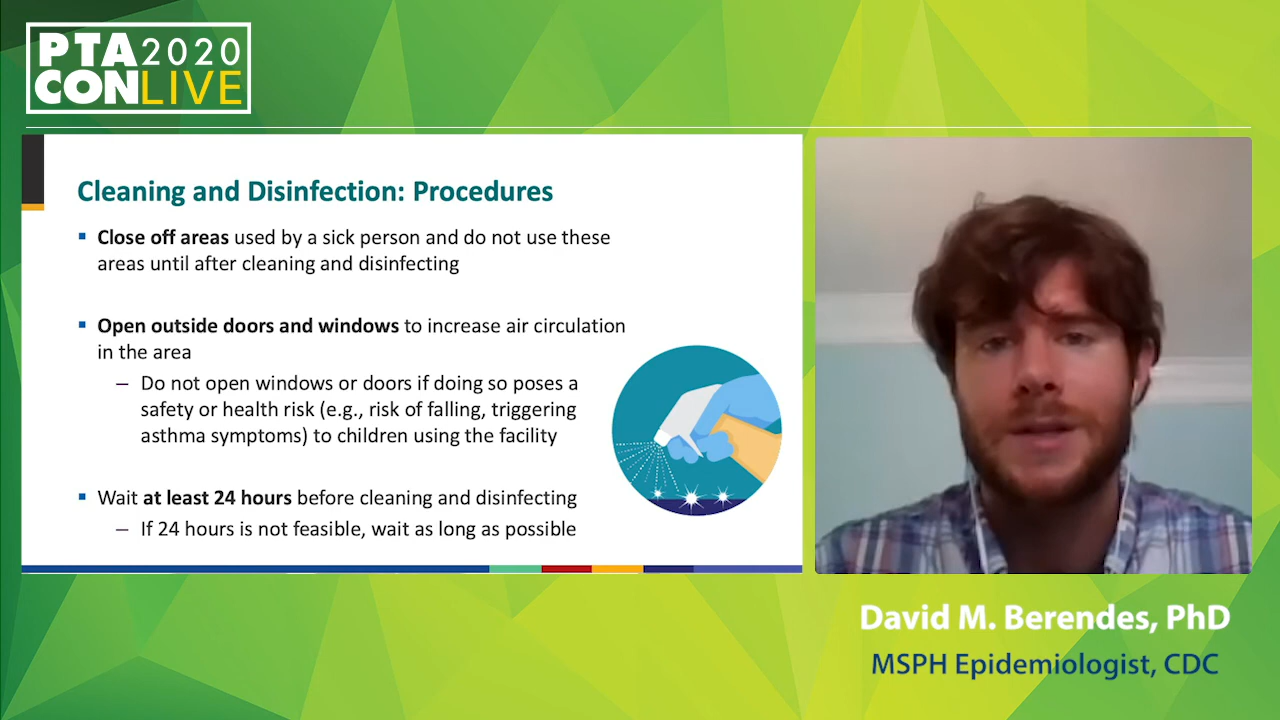 PTA2020
CONLIVE
Cleaning and Disinfection: Procedures
▪ Close off areas used by a sick person and do not use these
areas until after cleaning and disinfecting
▪ Open outside doors and windows to increase air circulation
in the area
– Do not open windows or doors if doing so poses a
safety or health risk (e.g., risk of falling, triggering
asthma symptoms) to children using the facility
▪ Wait at least 24 hours before cleaning and disinfecting
– If 24 hours is not feasible, wait as long as possible
David M. Berendes, PhD
MSPH Epidemiologist, CDC